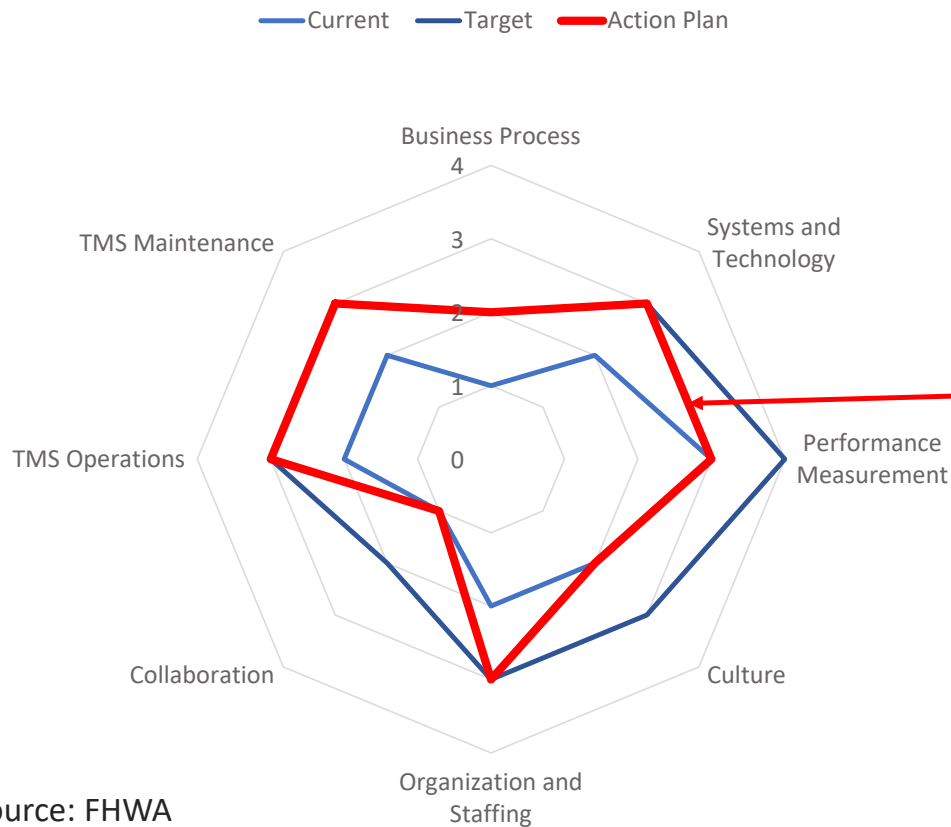 Current Target Action Plan
Business Process
4
3
2
1
0
Systems and
Technology
TMS Maintenance
TMS Operations
Performance
Measurement
Collaboration
Culture
Organization and
Staffing
ource: FHWA